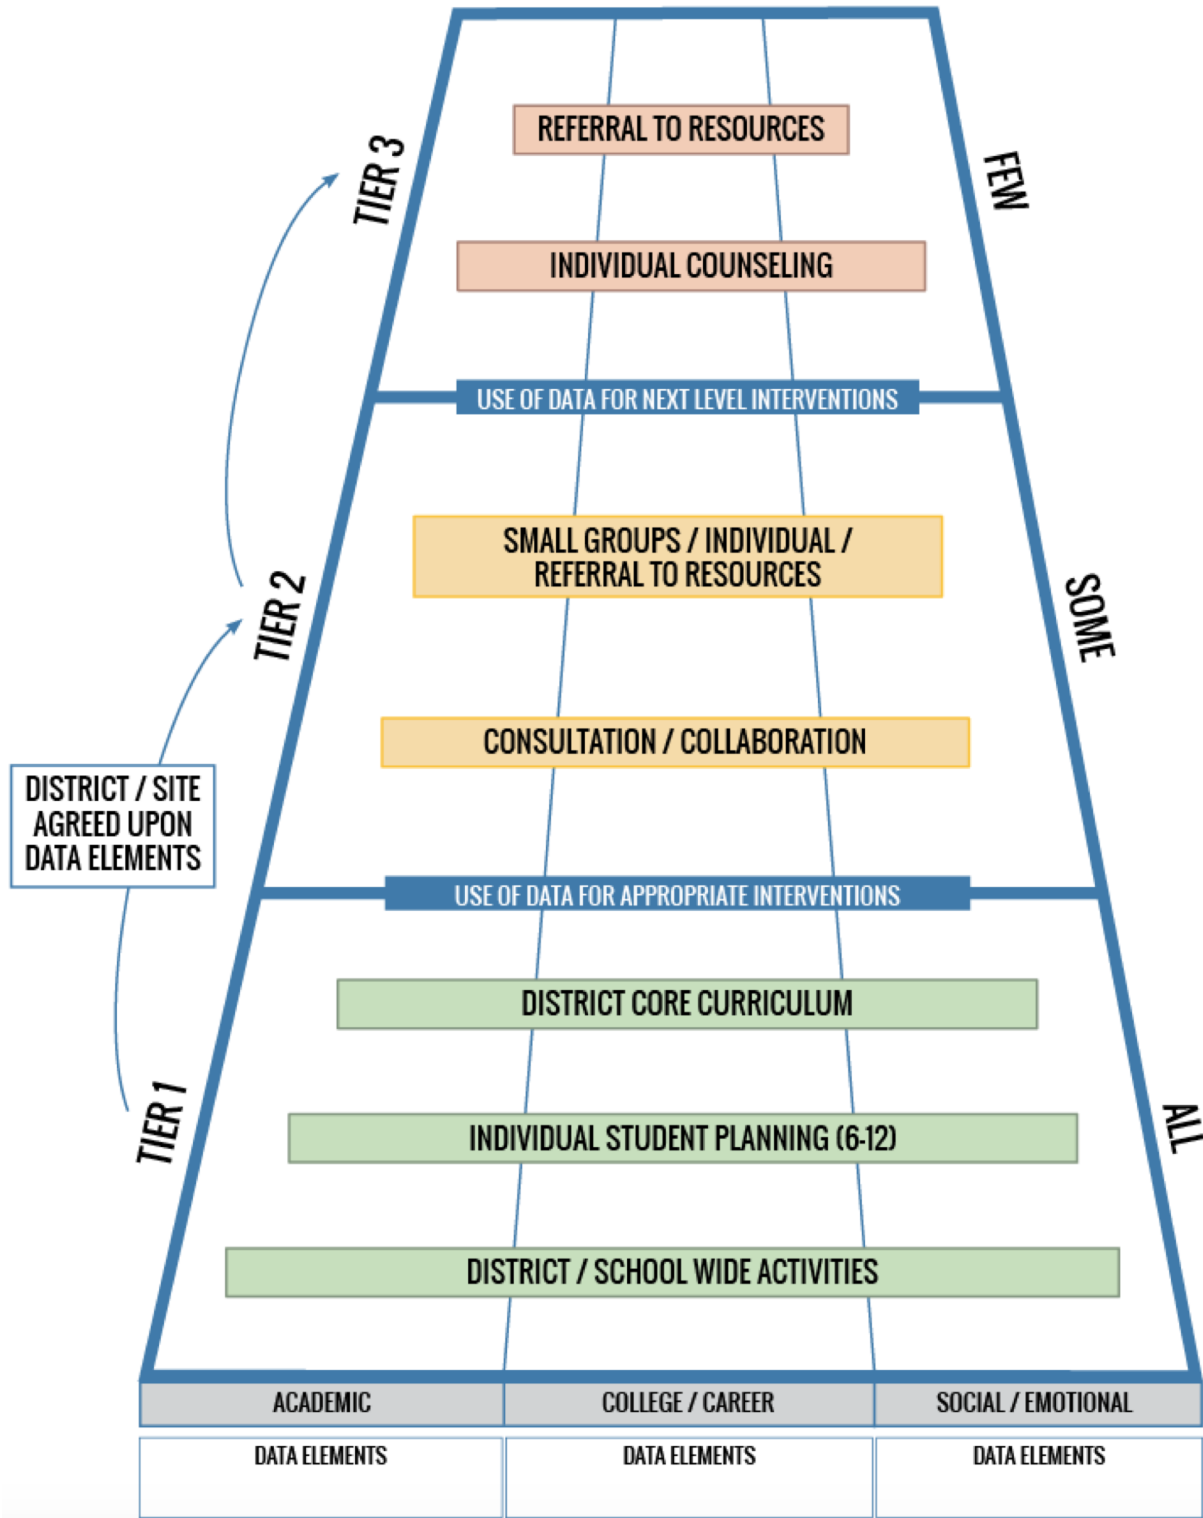 REFERRAL TO RESOURCES
TIER 3
FEW
INDIVIDUAL COUNSELING
USE OF DATA FOR NEXT LEVEL INTERVENTIONS
SMALL GROUPS / INDIVIDUAL /
REFERRAL TO RESOURCES
TIER 2
SOME
CONSULTATION / COLLABORATION
DISTRICT / SITE
AGREED UPON
DATA ELEMENTS
USE OF DATA FOR APPROPRIATE INTERVENTIONS
DISTRICT CORE CURRICULUM
TIER 1
ALL
INDIVIDUAL STUDENT PLANNING (6-12)
DISTRICT / SCHOOL WIDE ACTIVITIES
ACADEMIC
COLLEGE / CAREER
SOCIAL / EMOTIONAL
DATA ELEMENTS
DATA ELEMENTS
DATA ELEMENTS